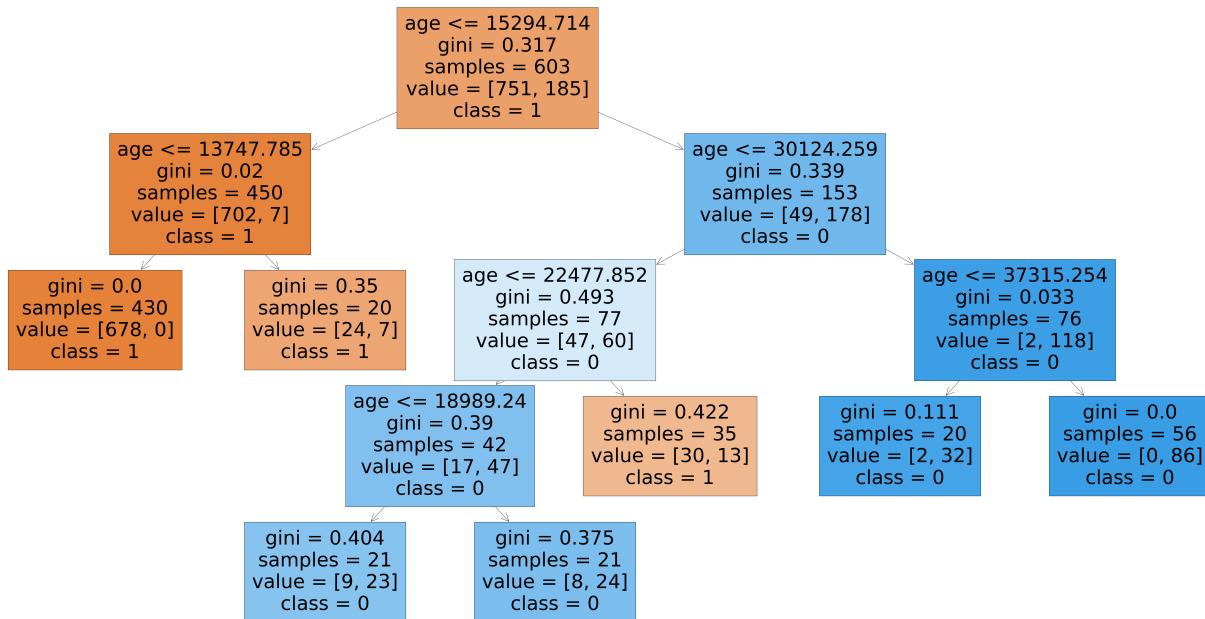 age <= 15294.714
gini = 0.317
samples = 603
value = [751, 185]
class = 1
age <= 13747.785
gini = 0.02
samples = 450
value = [702, 7]
class = 1
age <= 30124.259
gini = 0.339
samples = 153
value = [49, 178]
class = 0
gini = 0.0
samples = 430
value = [678, 0]
class = 1
gini = 0.35
samples = 20
value = [24, 7]
class = 1
age <= 22477.852
gini = 0.493
samples = 77
value = [47, 60]
class = 0
age <= 37315.254
gini = 0.033
samples = 76
value = [2, 118]
class = 0
age <= 18989.24
gini = 0.39
samples = 42
value = [17, 47]
class = 0
gini = 0.422
samples = 35
value = [30, 13]
class = 1
gini = 0.111
samples = 20
value = [2, 32]
class = 0
gini = 0.0
samples = 56
value = [0, 86]
class = 0
gini = 0.404
samples = 21
value = [9, 23]
class = 0
gini = 0.375
samples = 21
value = [8, 24]
class = 0